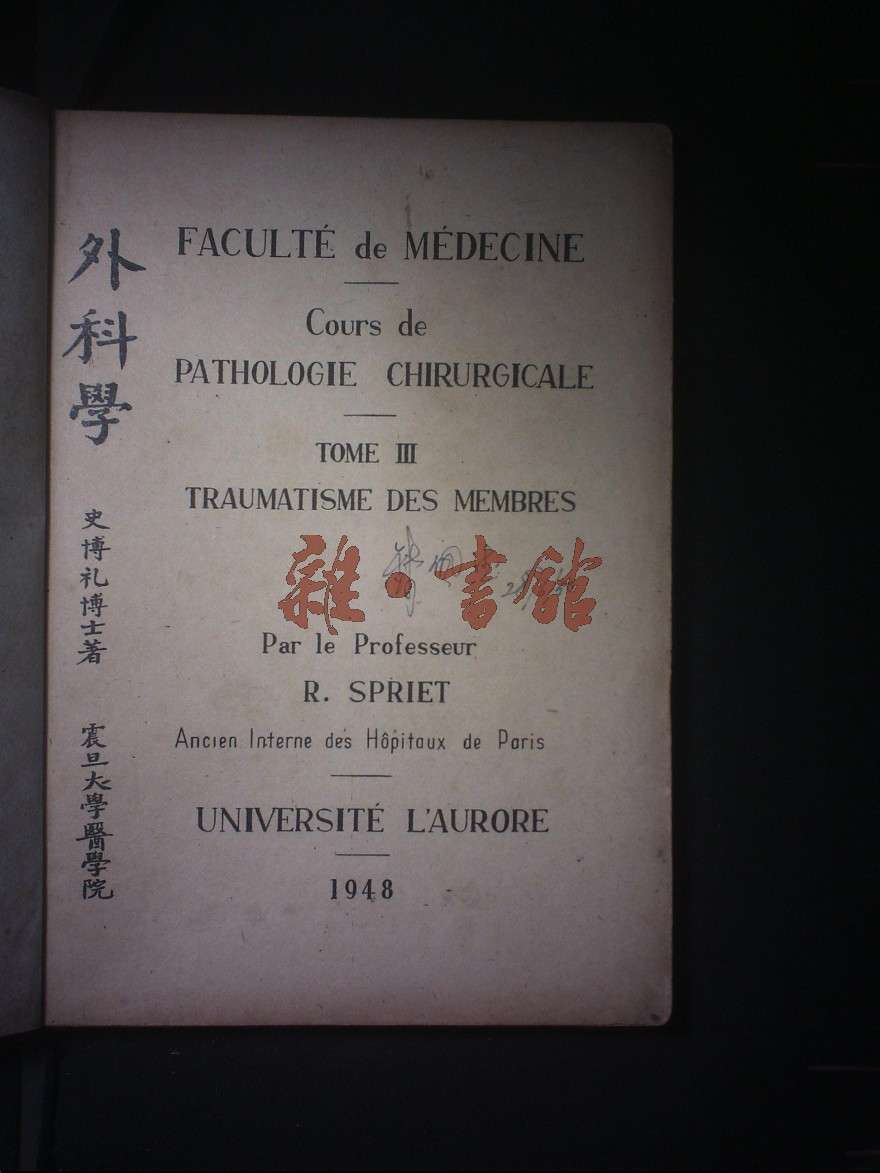 外科學
史博礼博士著
震旦大學醫學院
FACULTÉ de MÉDECINE
Cours de
PATHOLOGIE CHIRURGICALE
TOME III
TRAUMATISME DES MEMBRES
雜·書館
Par le Professeur
R. SPRIET
Ancien Interne des Hôpitaux de Paris
UNIVERSITÉ L'AURORE
1948